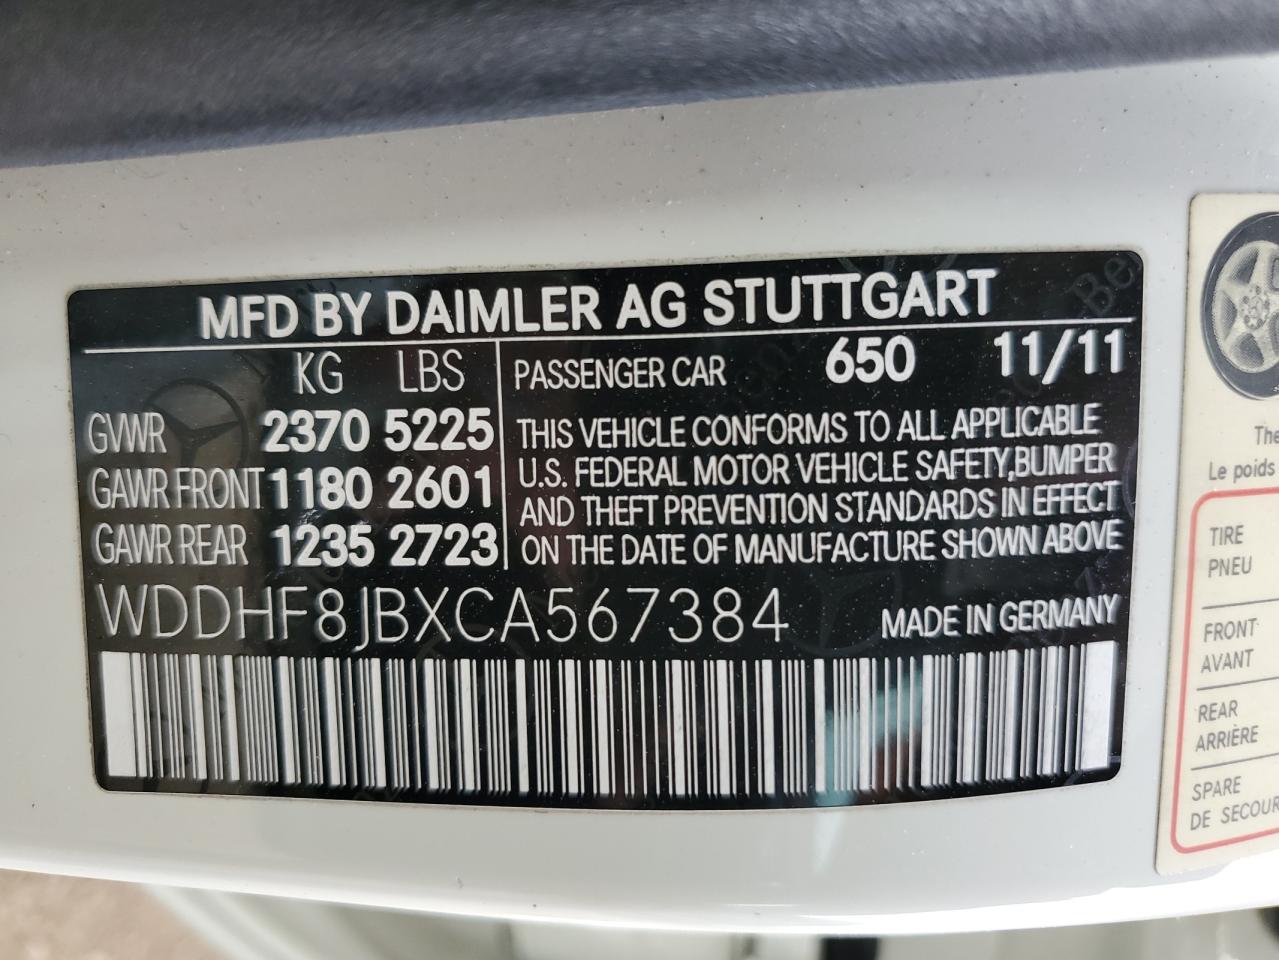 MFD BY DAIMLER AG STUTTGART
KG LBS
GVWR 2370 5225
GAWR FRONT 1180 2601
GAWR REAR 1235 2723
PASSENGER CAR 650 11/11
THIS VEHICLE CONFORMS TO ALL APPLICABLE
U.S. FEDERAL MOTOR VEHICLE SAFETY,BUMPER
AND THEFT PREVENTION STANDARDS IN EFFECT
ON THE DATE OF MANUFACTURE SHOWN ABOVE
WDDHF8JBXCA567384 MADE IN GERMANY
The
Le poids
TIRE
PNEU
FRONT
AVANT
REAR
ARRIÈRE
SPARE
DE SECOUR